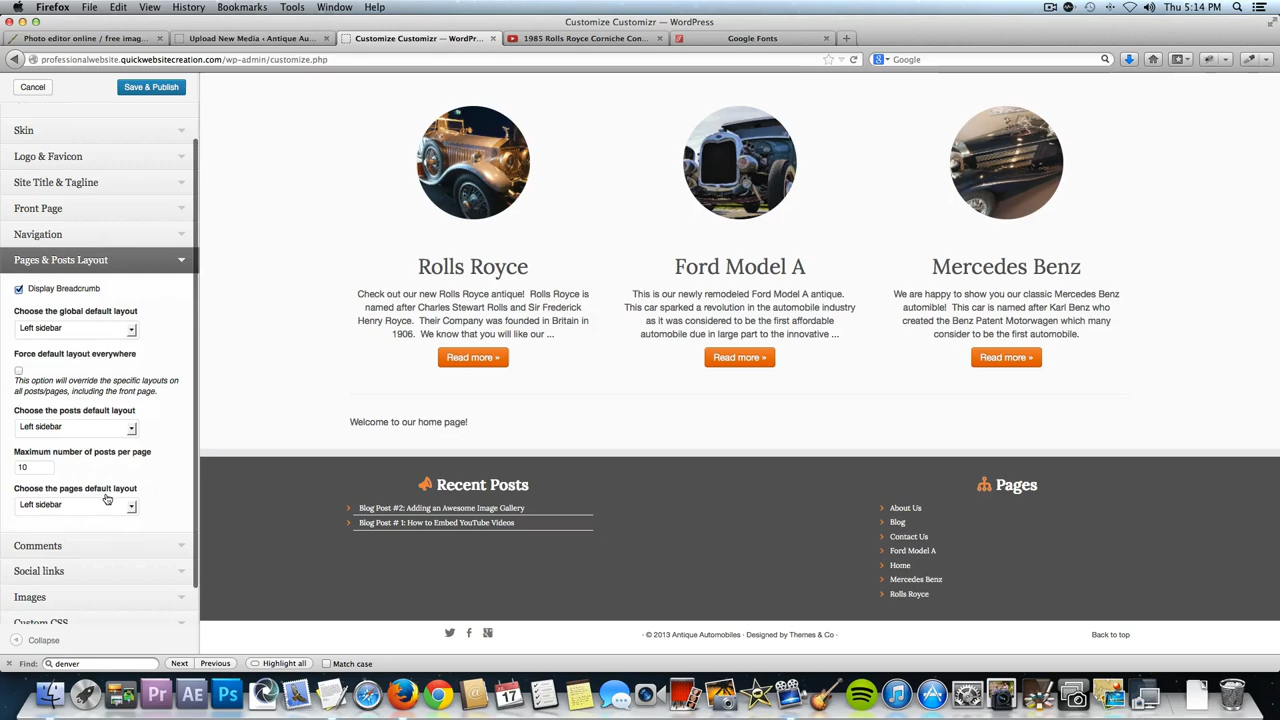 Firefox File Edit View History Bookmarks Tools Window Help Thu 5:14 PM
Customize Customizr — WordPress
Photo editor online / free imag... × Upload New Media ‹ Antique Au... × Customize Customizr — WordPr... × 1985 Rolls Royce Corniche Con... × Google Fonts × +
professionalwebsite.quickwebsitecreation.com/wp-admin/customize.php Google
Cancel Save & Publish
Skin
Logo & Favicon
Site Title & Tagline
Front Page
Navigation
Pages & Posts Layout
Display Breadcrumb
Choose the global default layout
Left sidebar
Force default layout everywhere
This option will override the specific layouts on
all posts/pages, including the front page.
Choose the posts default layout
Left sidebar
Maximum number of posts per page
10
Choose the pages default layout
Left sidebar
Comments
Social links
Images
Custom CSS
Collapse
Rolls Royce
Check out our new Rolls Royce antique! Rolls Royce is
named after Charles Stewart Rolls and Sir Frederick
Henry Royce. Their Company was founded in Britain in
1906. We know that you will like our ...
Read more »
Ford Model A
This is our newly remodeled Ford Model A antique.
This car sparked a revolution in the automobile industry
as it was considered to be the first affordable
automobile due in large part to the innovative ...
Read more »
Mercedes Benz
We are happy to show you our classic Mercedes Benz
automible! This car is named after Karl Benz who
created the Benz Patent Motorwagen which many
consider to be the first automobile.
Read more »
Welcome to our home page!
Recent Posts
Blog Post #2: Adding an Awesome Image Gallery
Blog Post # 1: How to Embed YouTube Videos
Pages
About Us
Blog
Contact Us
Ford Model A
Home
Mercedes Benz
Rolls Royce
· © 2013 Antique Automobiles · Designed by Themes & Co ·
Back to top
× Find: denver Next Previous Highlight all Match case
Pr Ae Ps 17